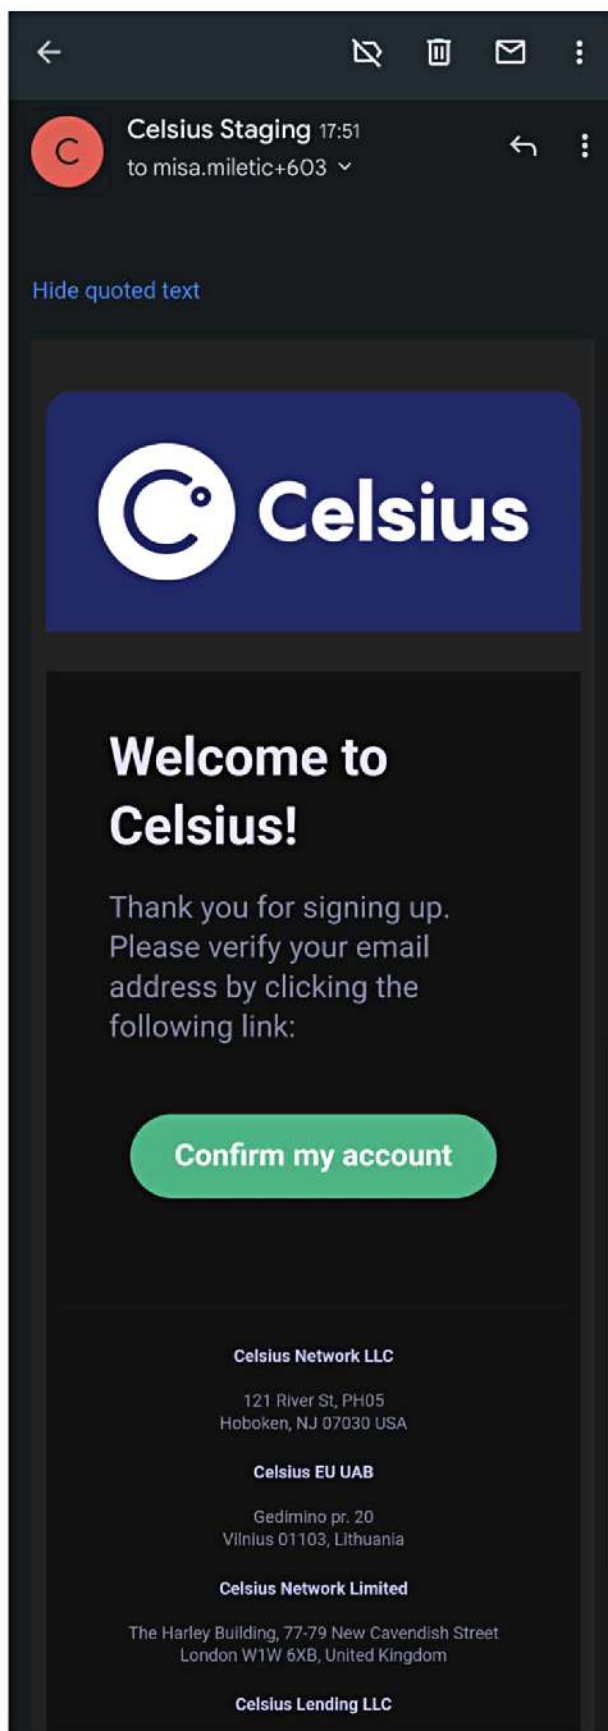 Celsius Staging 17:51
to misa.miletic+603
Hide quoted text
C
Celsius
Welcome to
Celsius!
Thank you for signing up.
Please verify your email
address by clicking the
following link:
Confirm my account
Celsius Network LLC
121 River St, PH05
Hoboken, NJ 07030 USA
Celsius EU UAB
Gedimino pr. 20
Vilnius 01103, Lithuania
Celsius Network Limited
The Harley Building, 77-79 New Cavendish Street
London W1W 6XB, United Kingdom
Celsius Lending LLC